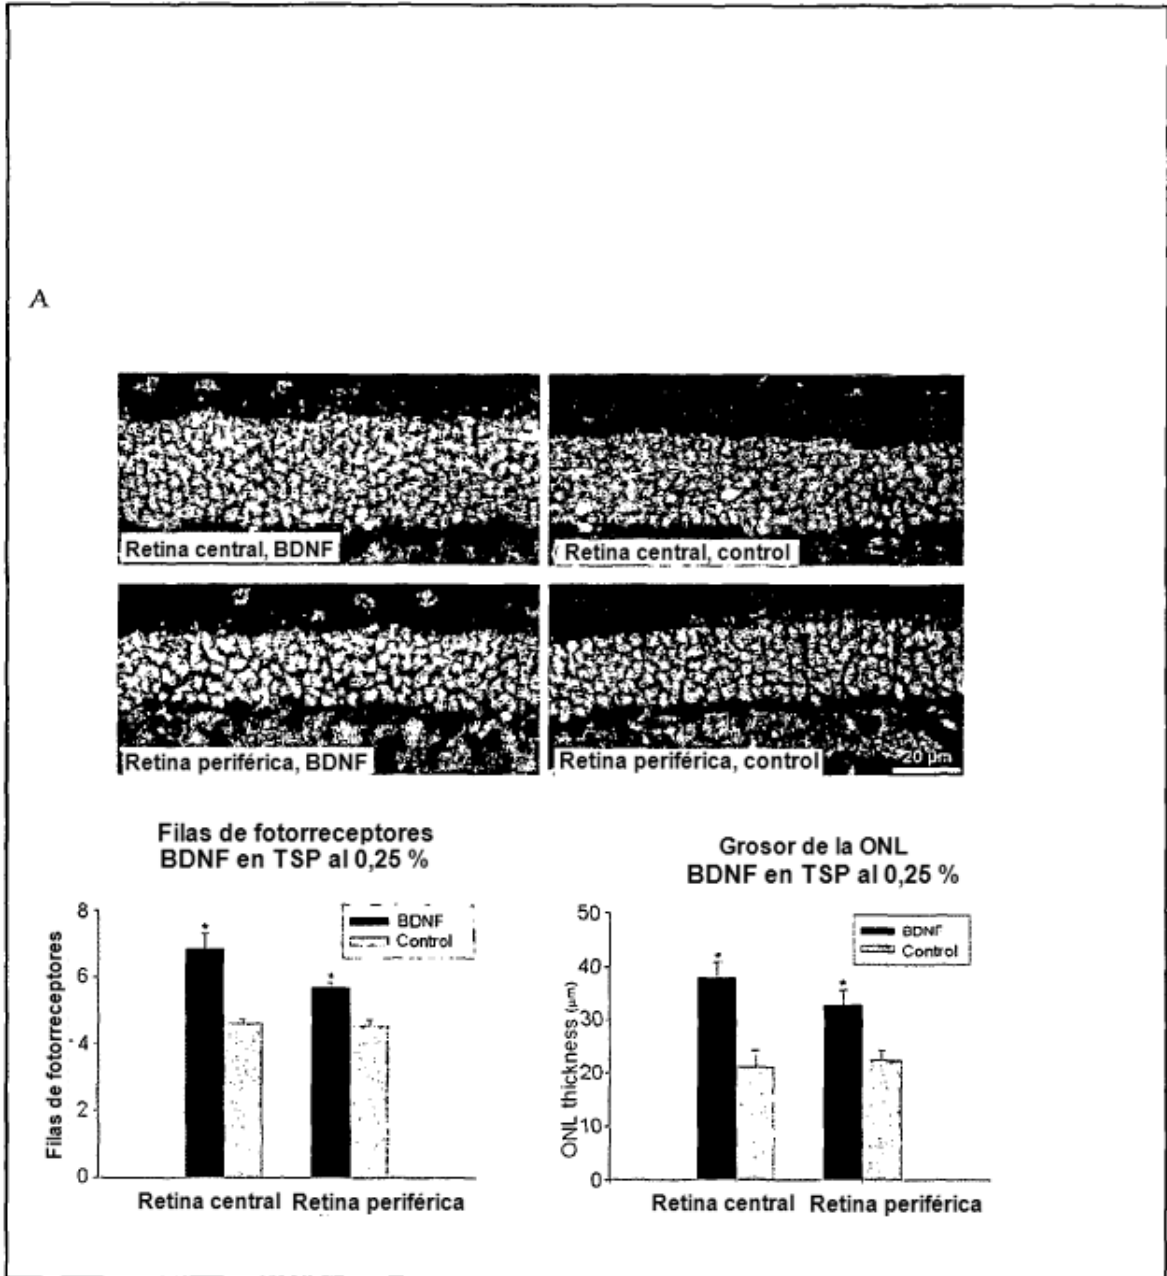 A
Retina central, BDNF
Retina central, control
Retina periférica, BDNF
Retina periférica, control
20 µm
Filas de fotorreceptores
BDNF en TSP al 0,25 %
8
6
4
2
0
Filas de fotorreceptores
*
*
BDNF
Control
Retina central
Retina periférica
Grosor de la ONL
BDNF en TSP al 0,25 %
50
40
30
20
10
0
ONL thickness (µm)
*
*
BDNF
Control
Retina central
Retina periférica